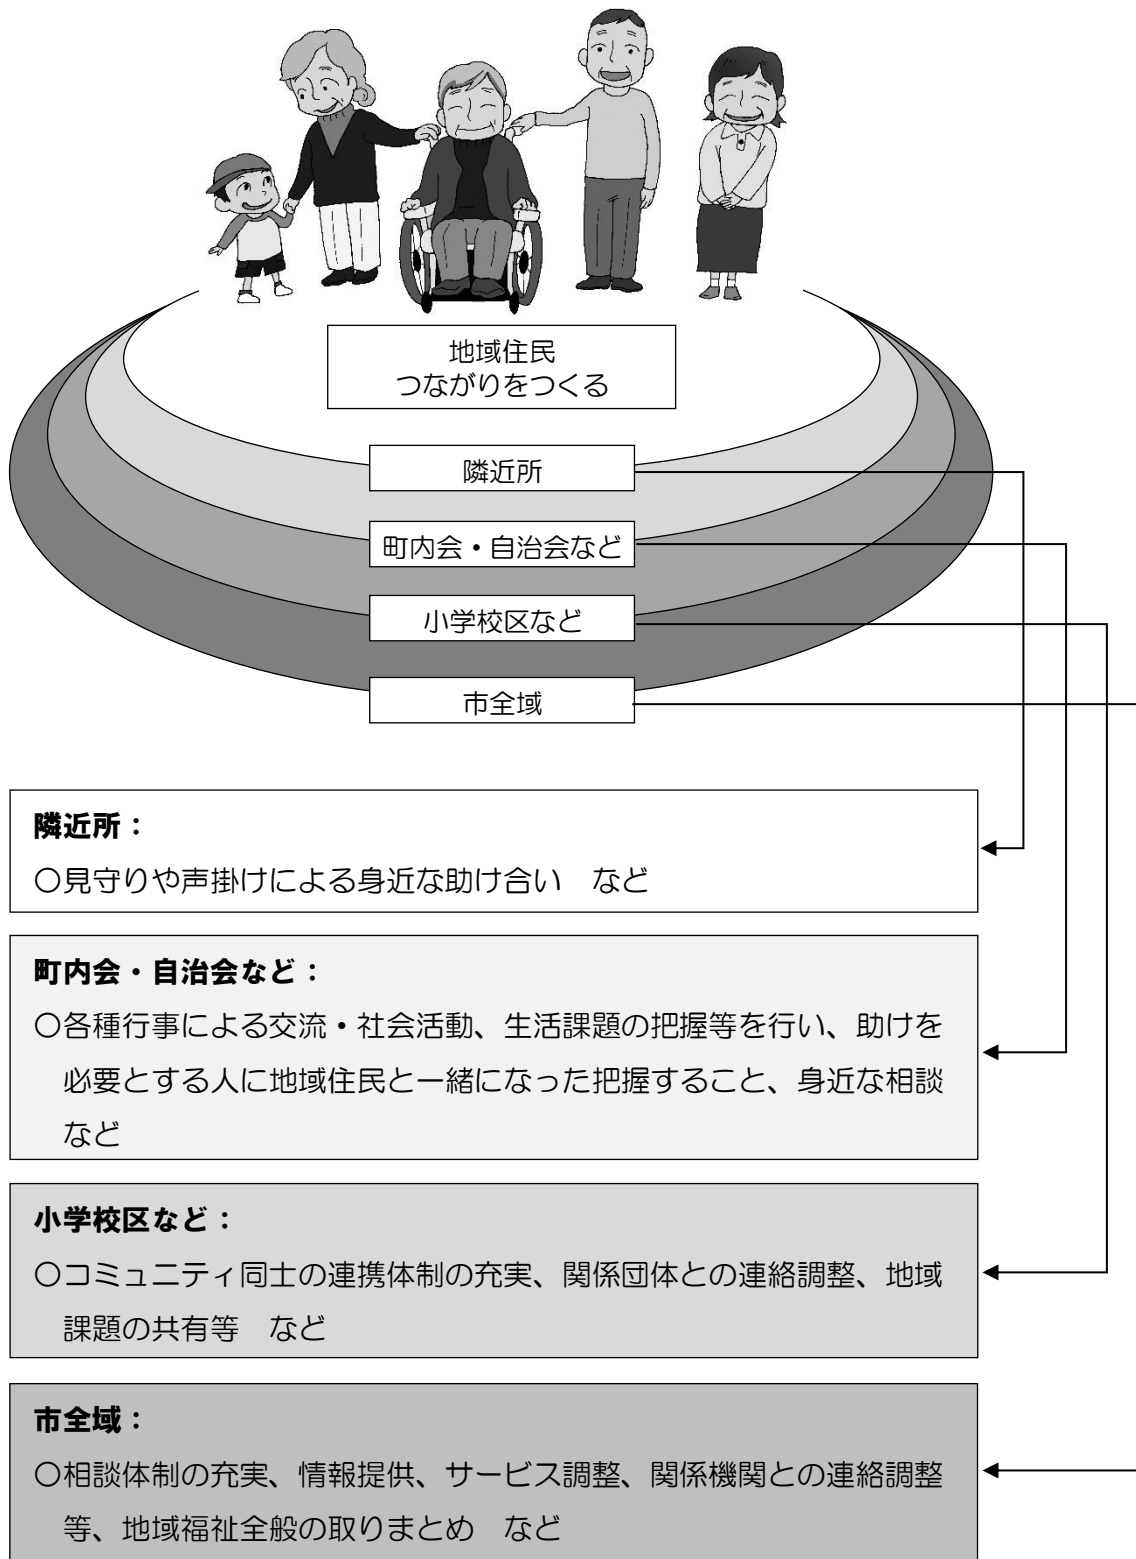 地域住民
つながりをつくる
隣近所
町内会・自治会など
小学校区など
市全域
隣近所：
○見守りや声掛けによる身近な助け合い　など
町内会・自治会など：
○各種行事による交流・社会活動、生活課題の把握等を行い、助けを
必要とする人に地域住民と一緒になった把握すること、身近な相談
など
小学校区など：
○コミュニティ同士の連携体制の充実、関係団体との連絡調整、地域
課題の共有等　など
市全域：
○相談体制の充実、情報提供、サービス調整、関係機関との連絡調整
等、地域福祉全般の取りまとめ　など